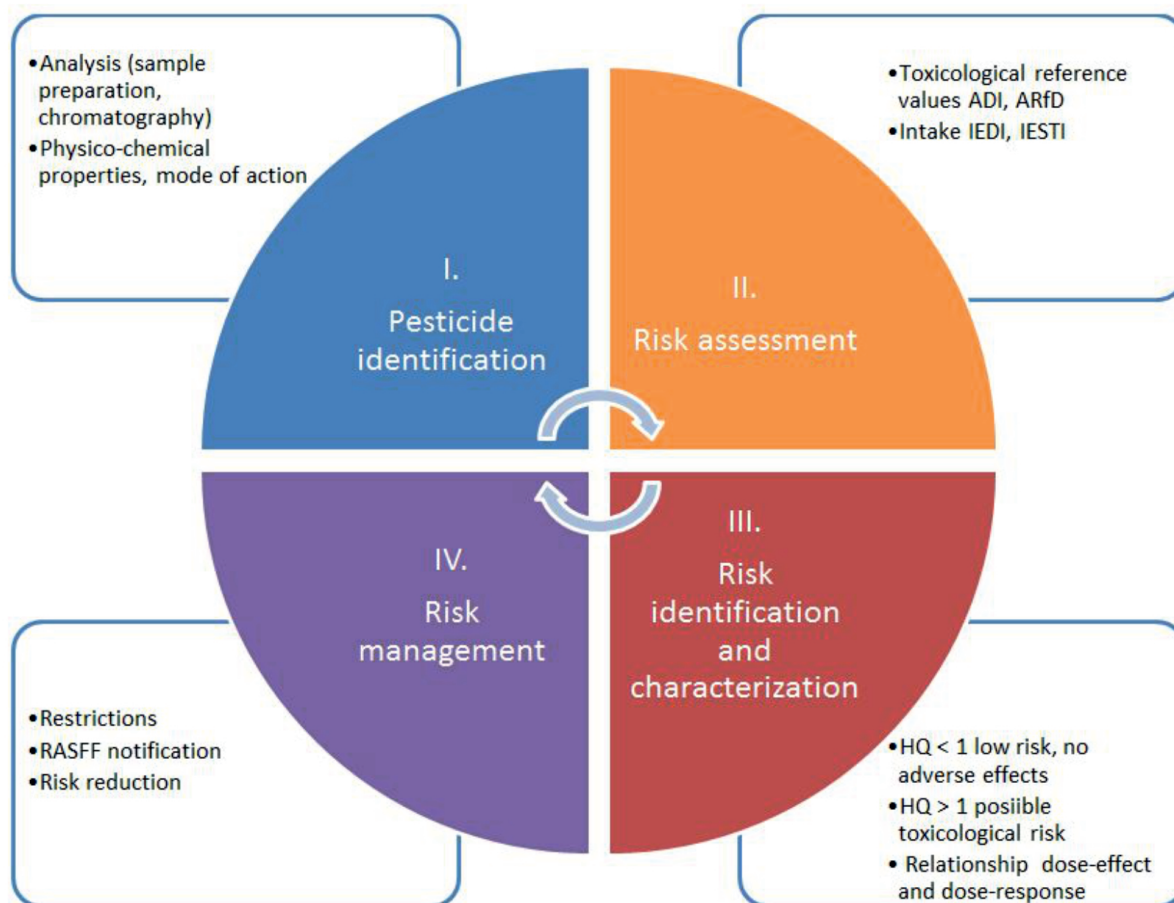 •Analysis (sample
preparation,
chromatography)
•Physico-chemical
properties, mode of action
•Toxicological reference
values ADI, ARfD
•Intake IEDI, IESTI
I.
Pesticide
identification
II.
Risk assessment
III.
Risk
identification
and
characterization
IV.
Risk
management
•Restrictions
•RASFF notification
•Risk reduction
•HQ < 1 low risk, no
adverse effects
•HQ > 1 posiible
toxicological risk
• Relationship dose-effect
and dose-response